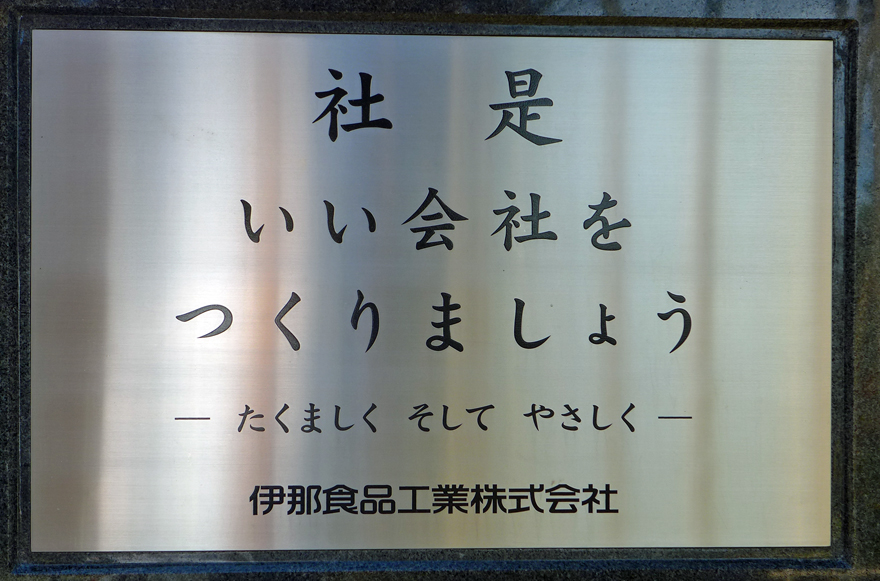 社 是
いい会社を
つくりましょう
— たくましく そして やさしく —
伊那食品工業株式会社